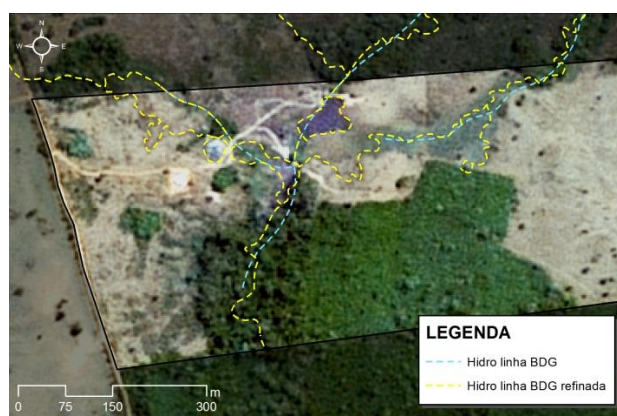 N
W E
S
LEGENDA
Hidro linha BDG
Hidro linha BDG refinada
m
0 75 150 300